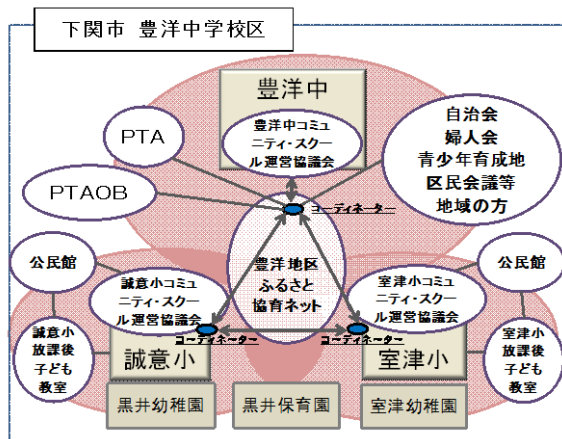 下関市 豊洋中学校区
豊洋中
豊洋中コミュ
ニティ・スクー
ル運営協議会
PTA
PTAOB
自治会
婦人会
青少年育成地
区民会議等
地域の方
コーディネーター
公民館
誠意小コミュ
ニティ・スクー
ル運営協議会
豊洋地区
ふるさと
協育ネット
室津小コミュ
ニティ・スクー
ル運営協議会
公民館
誠意小
放課後
子ども
教室
コーディネーター
誠意小
コーディネーター
室津小
室津小
放課後
子ども
教室
黒井幼稚園
黒井保育園
室津幼稚園